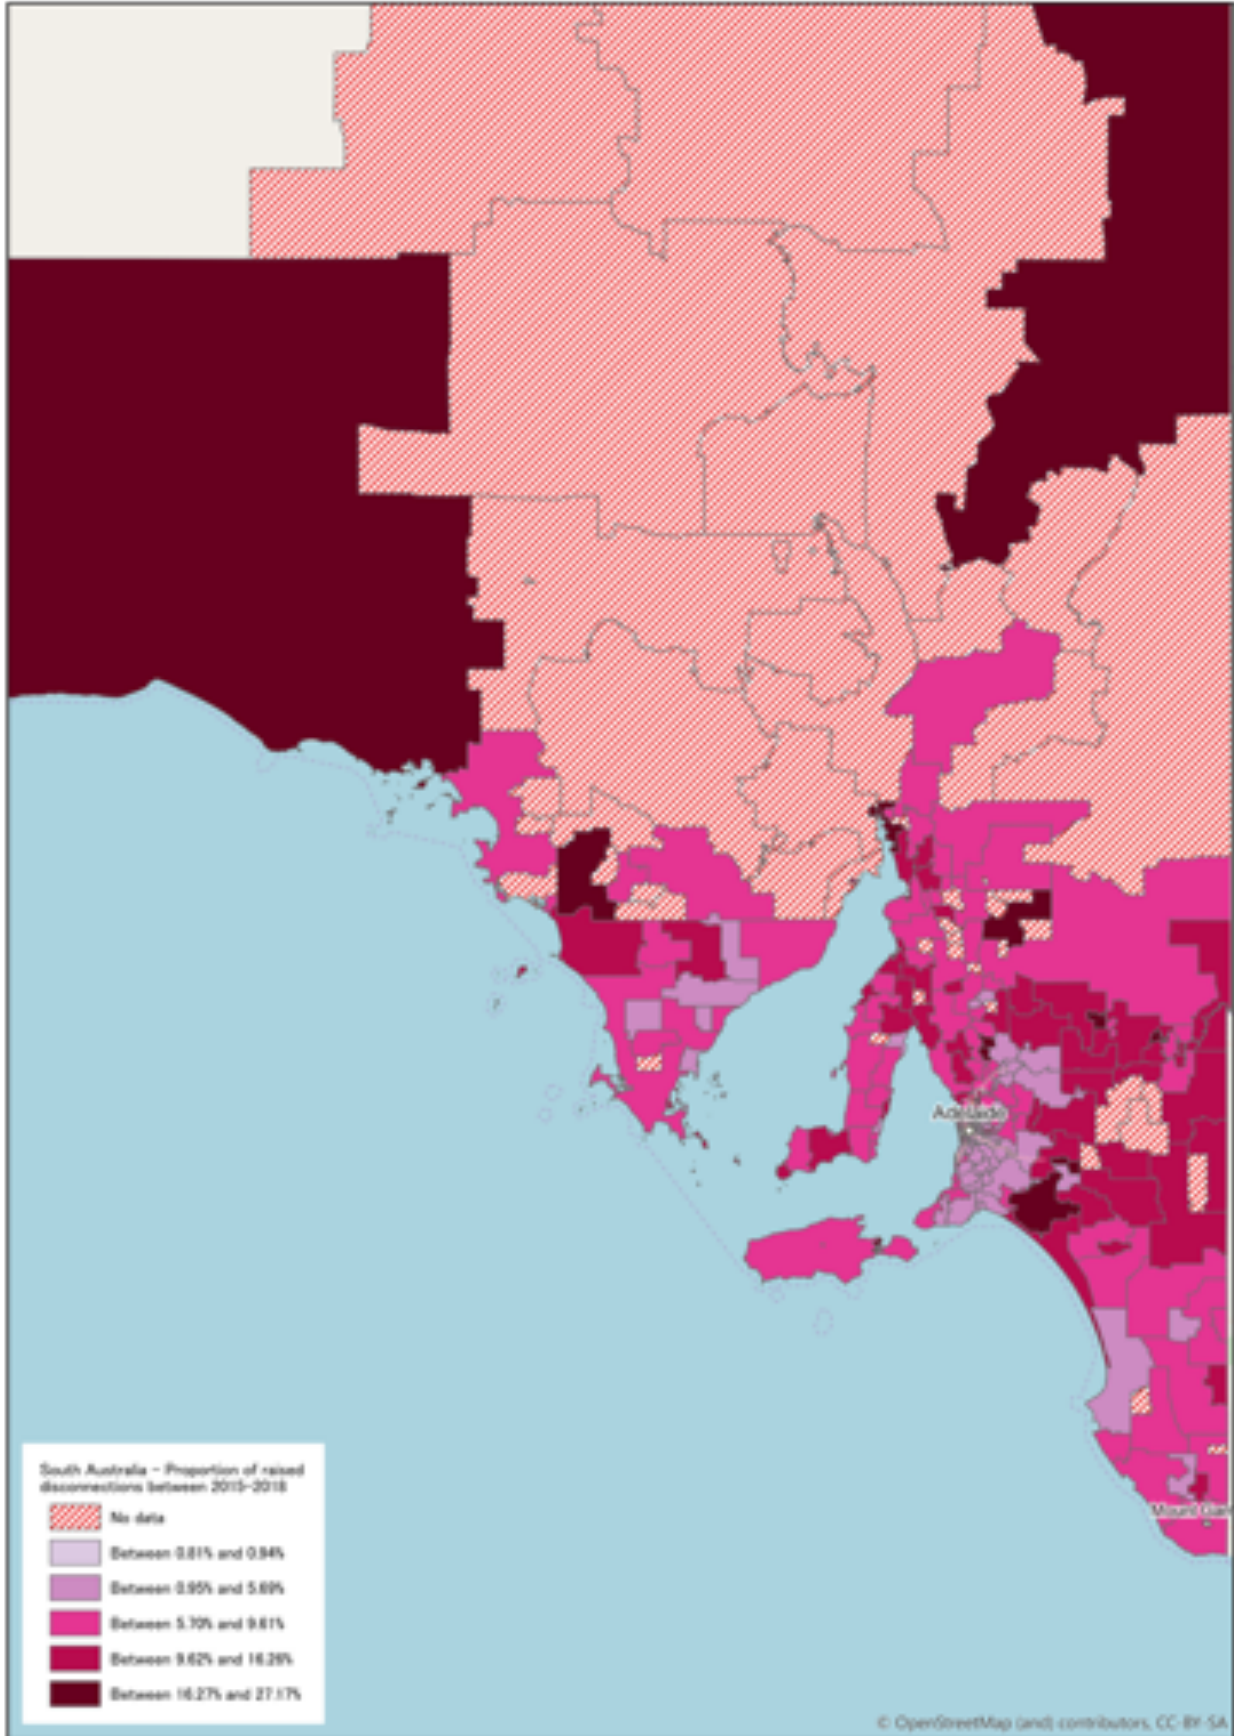 Adelaide
Mount Gam
South Australia - Proportion of raised
disconnections between 2015-2018
No data
Between 0.81% and 0.94%
Between 0.95% and 5.69%
Between 5.70% and 9.61%
Between 9.62% and 16.26%
Between 16.27% and 27.17%
© OpenStreetMap (and) contributors, CC-BY-SA